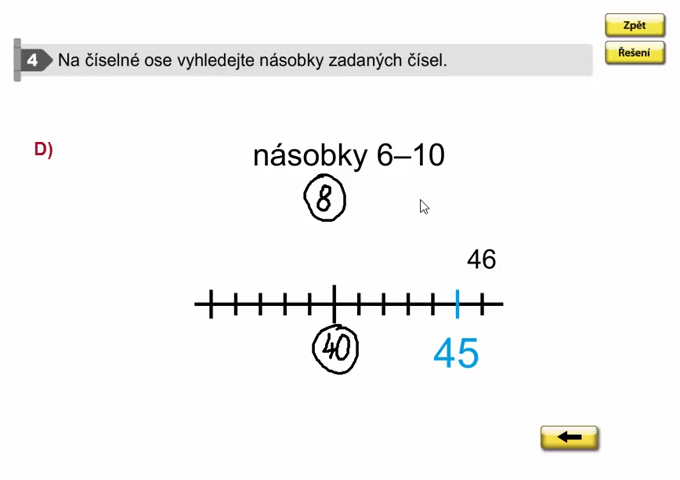 Zpět
Řešení
4 Na číselné ose vyhledejte násobky zadaných čísel.
D)
násobky 6–10
8
46
40
45